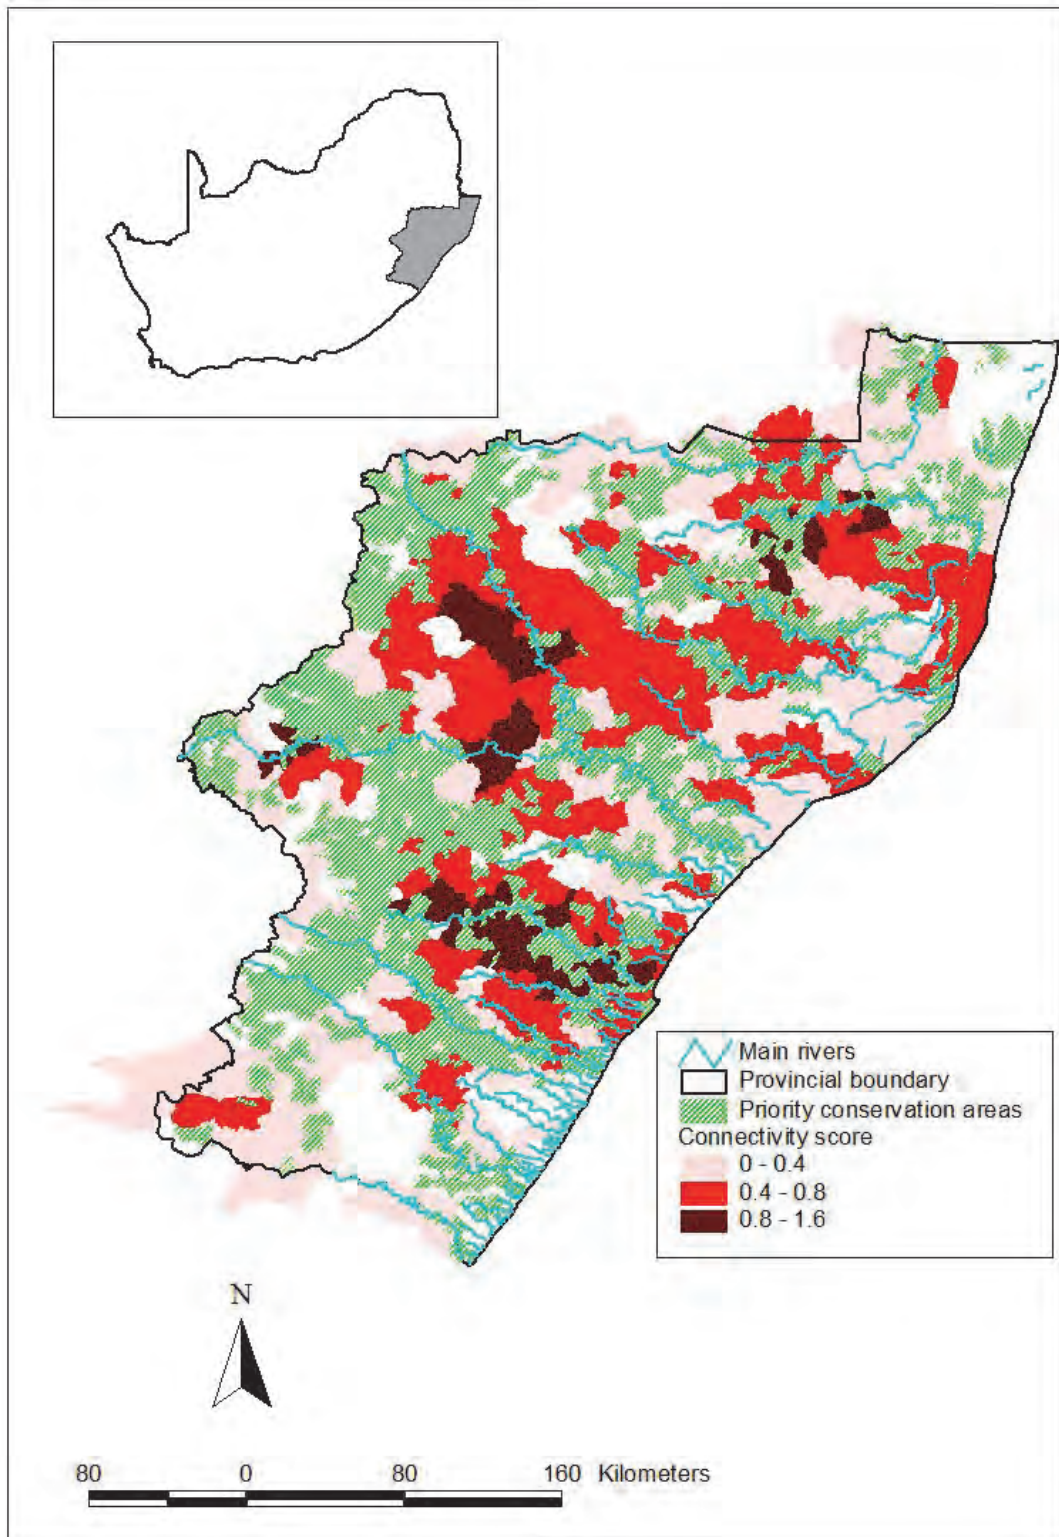 Main rivers
Provincial boundary
Priority conservation areas
Connectivity score
0 - 0.4
0.4 - 0.8
0.8 - 1.6
N
80 0 80 160 Kilometers